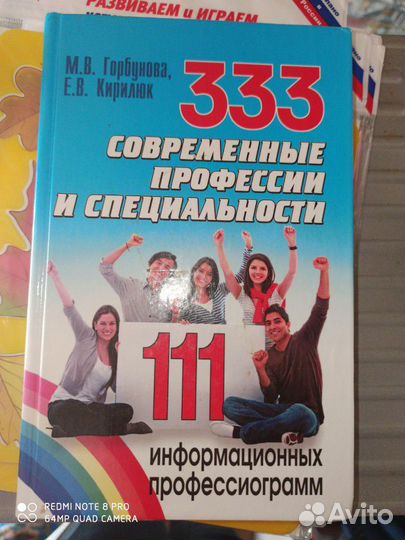 РАЗВИВАЕМ и ИГРАЕМ
в России
М.В. Горбунова,
Е.В. Кирилюк
333
СОВРЕМЕННЫЕ
ПРОФЕССИИ
И СПЕЦИАЛЬНОСТИ
111
информационных
профессиограмм
REDMI NOTE 8 PRO
64MP QUAD CAMERA
Avito